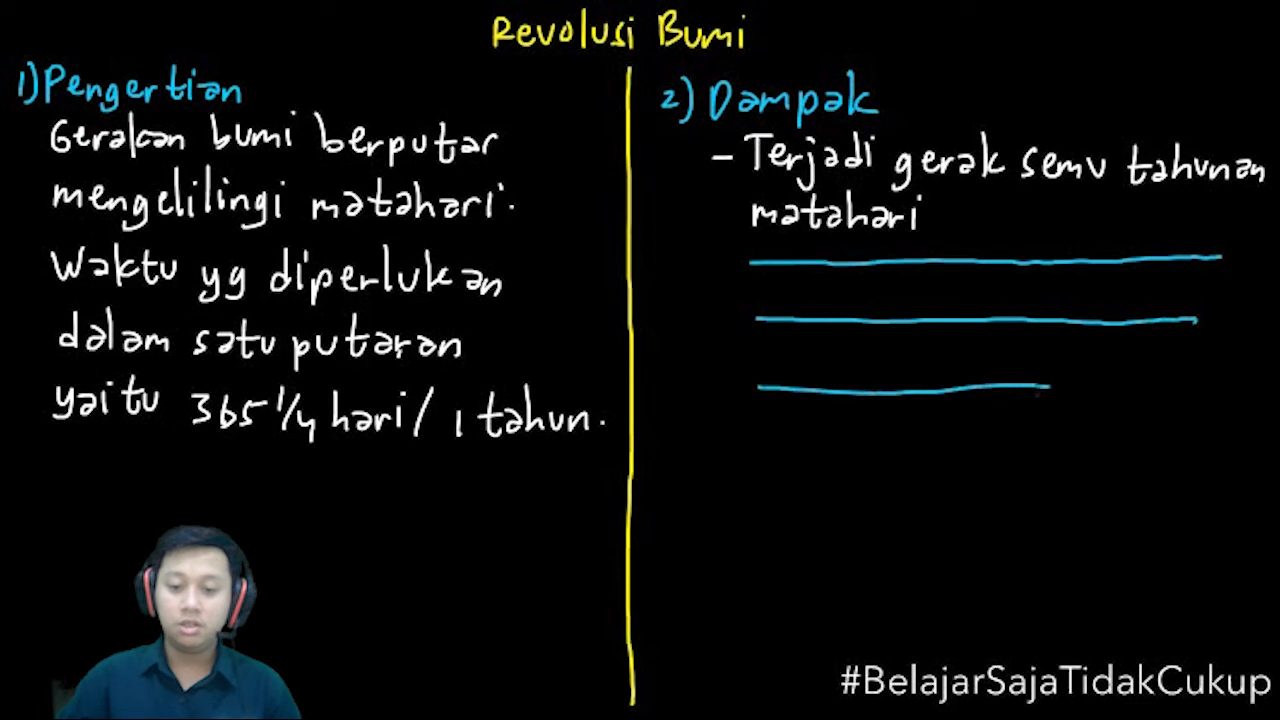 Revolusi Bumi
1) Pengertian
Gerakan bumi berputar
mengelilingi matahari.
Waktu yg diperlukan
dalam satu putaran
yaitu 365 1/4 hari / 1 tahun.
2) Dampak
- Terjadi gerak semu tahunan
matahari
#BelajarSajaTidakCukup